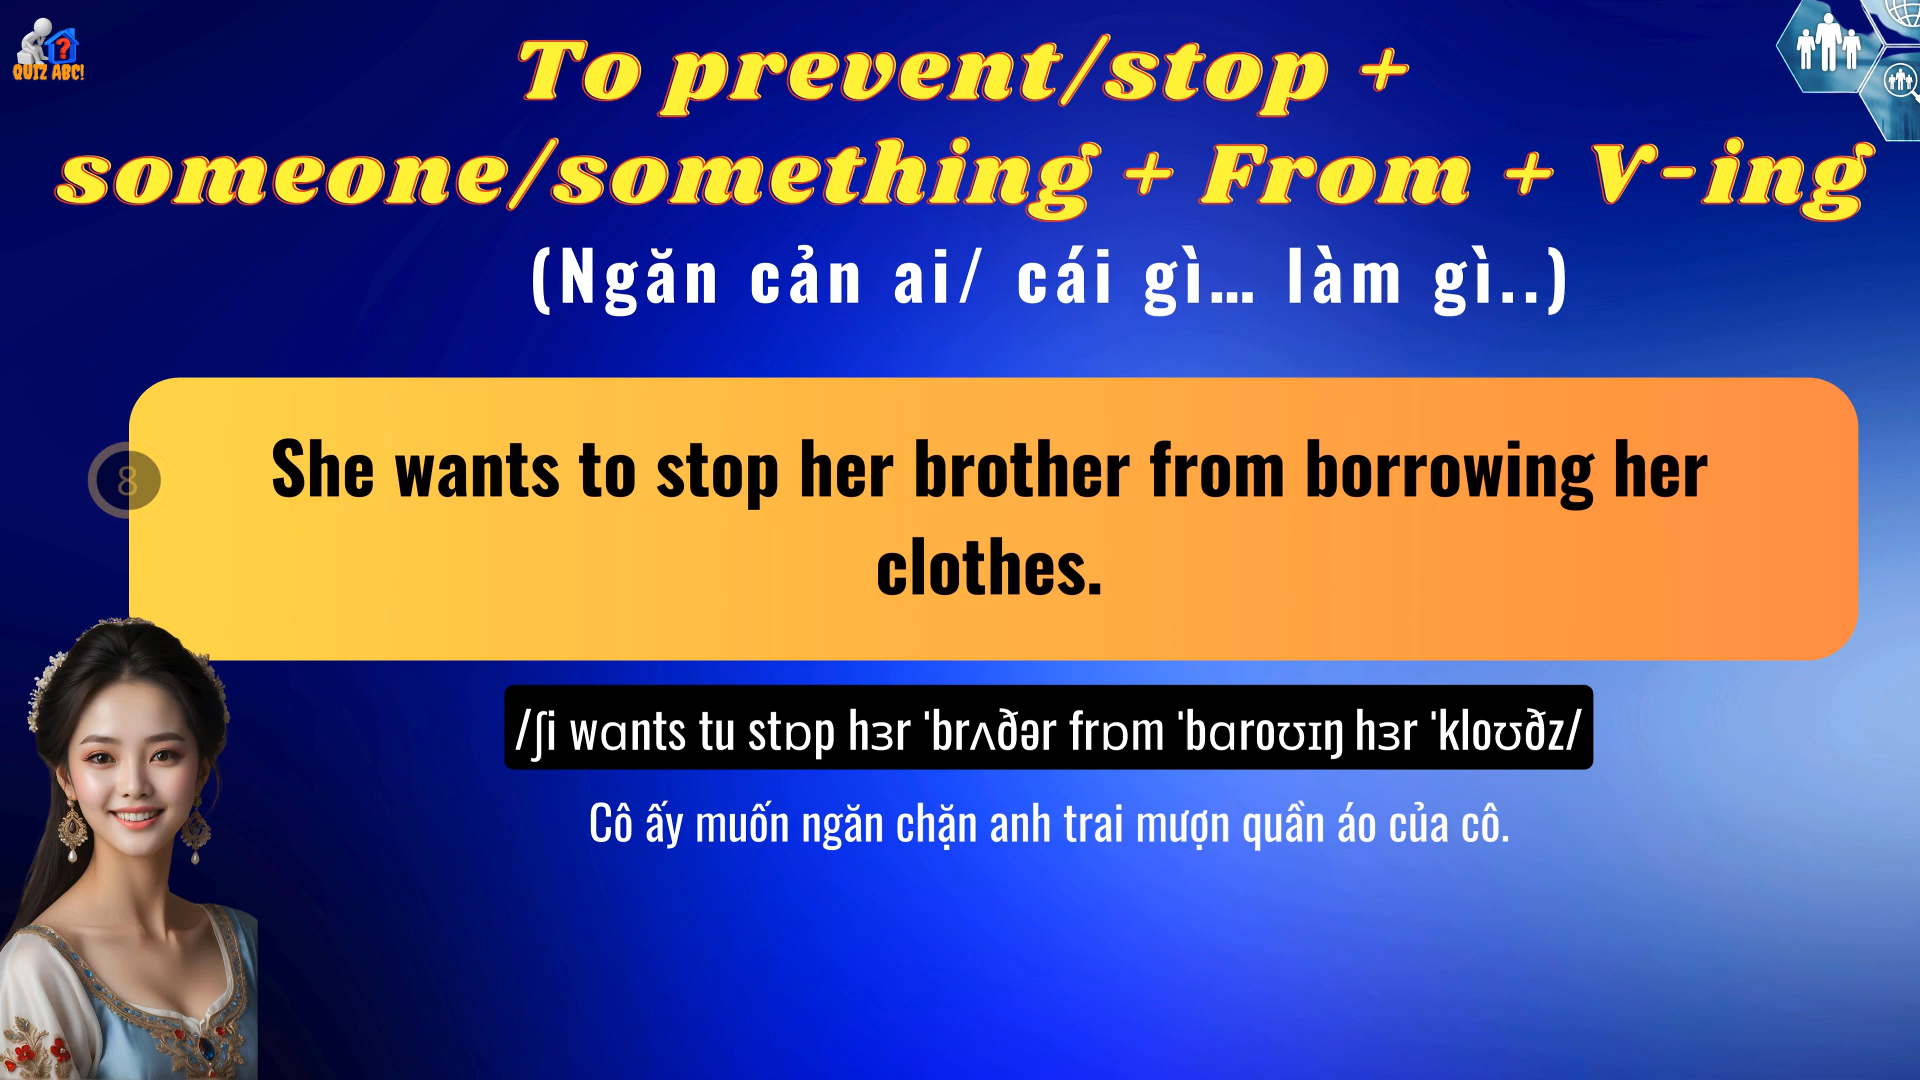 QUIZ ABC!
To prevent/stop +
someone/something + From + V-ing
(Ngăn cản ai/ cái gì... làm gì..)
8
She wants to stop her brother from borrowing her
clothes.
/ʃi wɑnts tu stɒp hɜr ˈbrʌðər frɒm ˈbɑroʊɪŋ hɜr ˈkloʊðz/
Cô ấy muốn ngăn chặn anh trai mượn quần áo của cô.